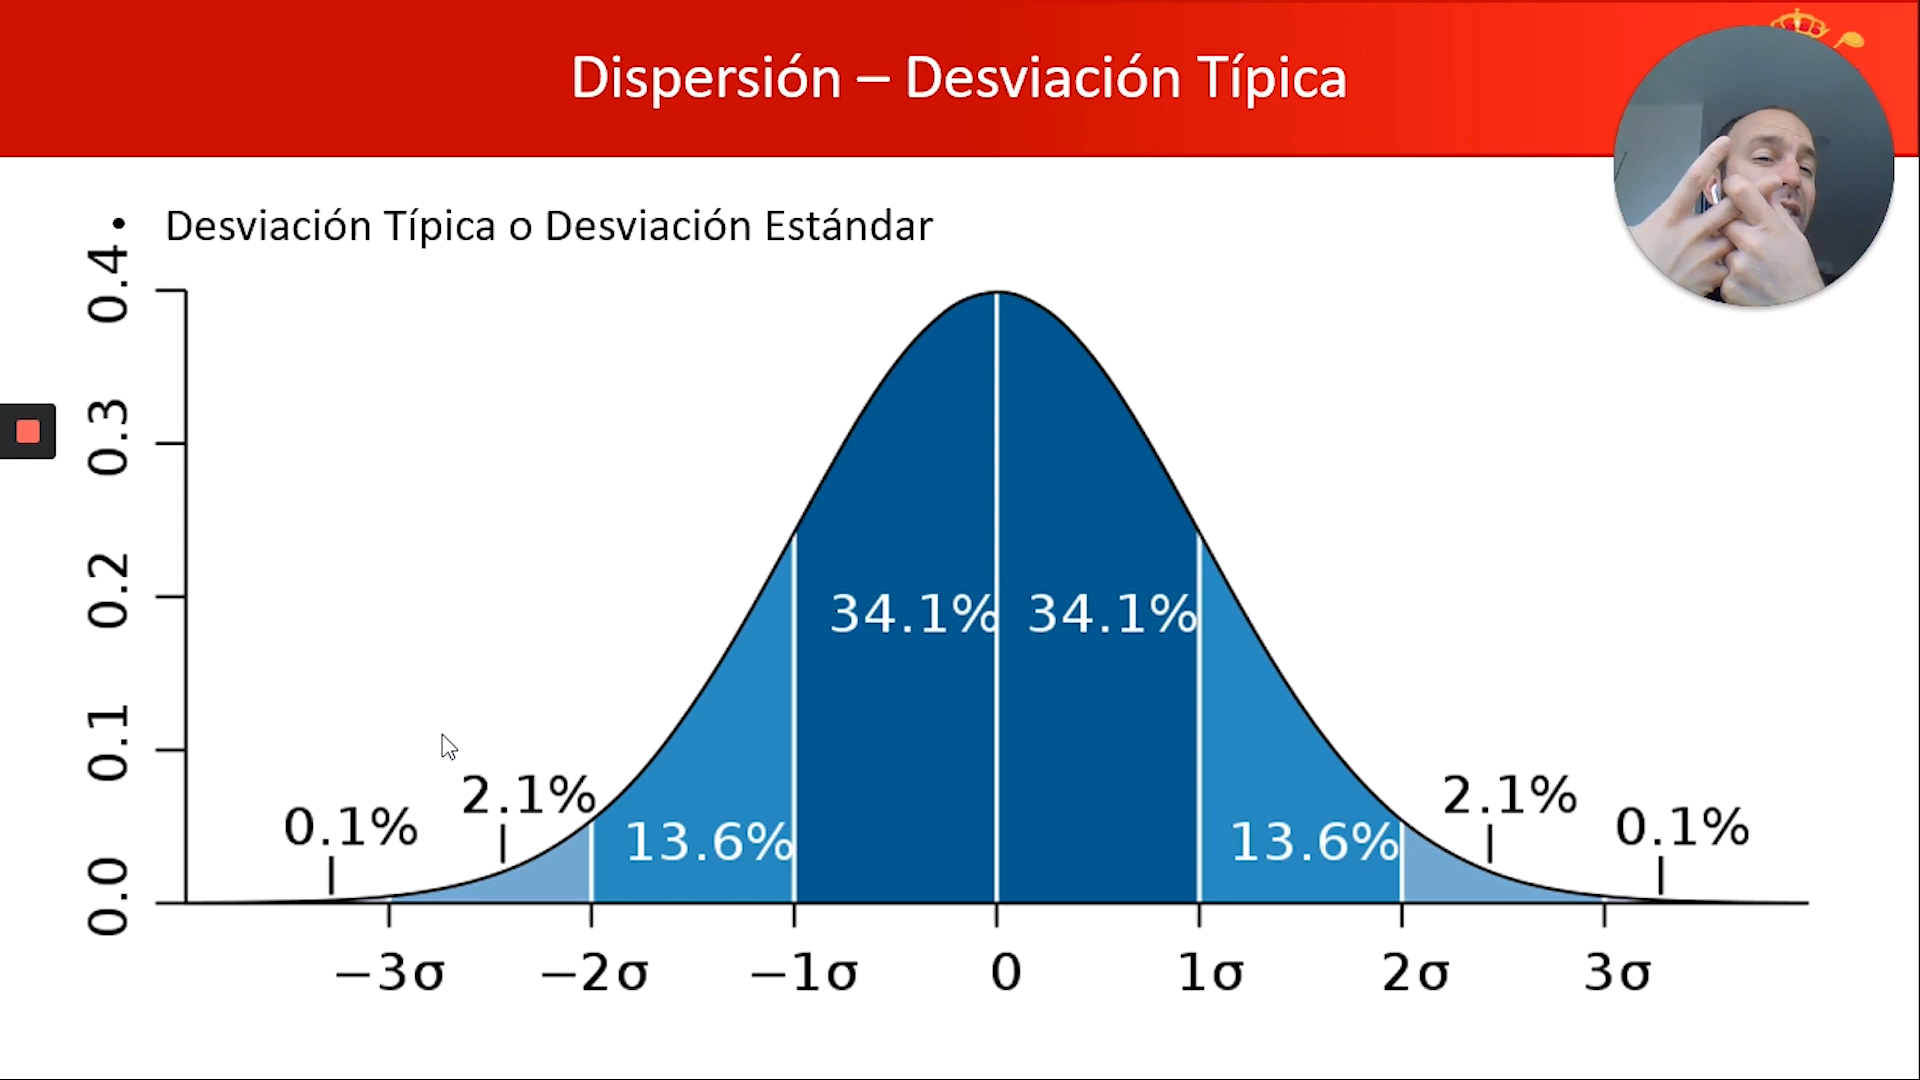 Dispersión – Desviación Típica
• Desviación Típica o Desviación Estándar
0.4
0.3
0.2
0.1
0.0
34.1% 34.1%
0.1% 2.1% 13.6% 13.6% 2.1% 0.1%
−3σ −2σ −1σ 0 1σ 2σ 3σ